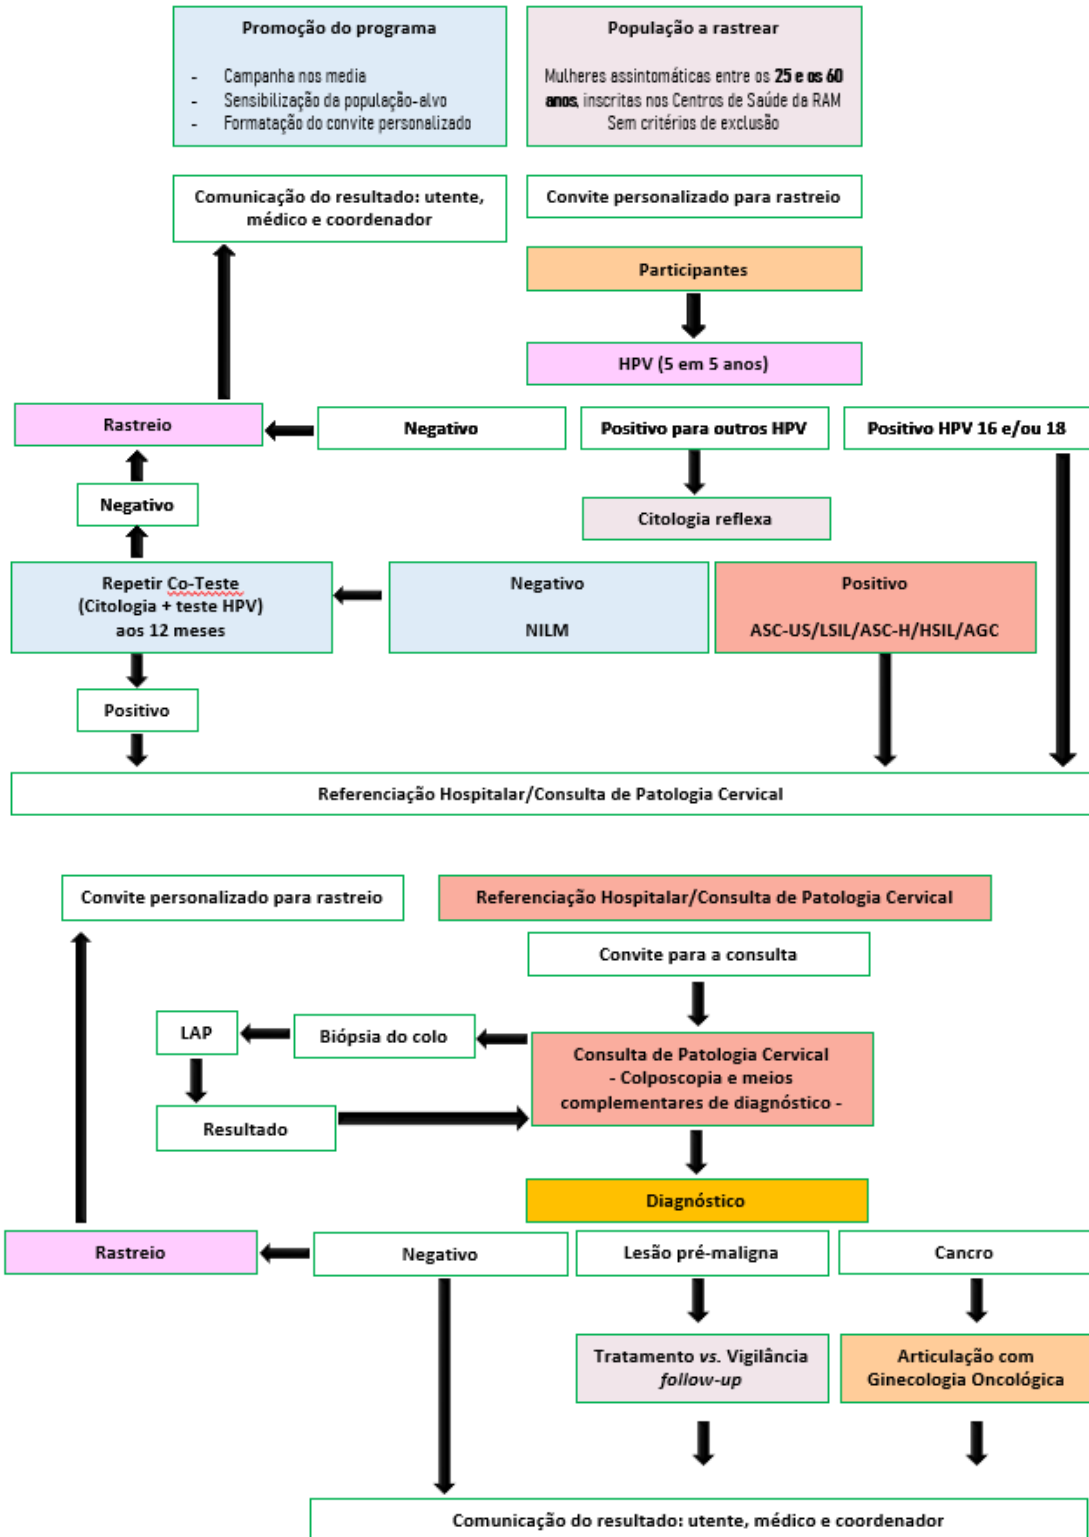 Promoção do programa
- Campanha nos media
- Sensibilização da população-alvo
- Formatação do convite personalizado
População a rastrear
Mulheres assintomáticas entre os 25 e os 60
anos, inscritas nos Centros de Saúde da RAM
Sem critérios de exclusão
Comunicação do resultado: utente,
médico e coordenador
Convite personalizado para rastreio
Participantes
HPV (5 em 5 anos)
Rastreio
Negativo
Positivo para outros HPV
Positivo HPV 16 e/ou 18
Negativo
Citologia reflexa
Repetir Co-Teste
(Citologia + teste HPV)
aos 12 meses
Negativo
NILM
Positivo
ASC-US/LSIL/ASC-H/HSIL/AGC
Positivo
Referenciação Hospitalar/Consulta de Patologia Cervical
Convite personalizado para rastreio
Referenciação Hospitalar/Consulta de Patologia Cervical
Convite para a consulta
LAP
Biópsia do colo
Consulta de Patologia Cervical
- Colposcopia e meios
complementares de diagnóstico -
Resultado
Diagnóstico
Rastreio
Negativo
Lesão pré-maligna
Cancro
Tratamento vs. Vigilância
follow-up
Articulação com
Ginecologia Oncológica
Comunicação do resultado: utente, médico e coordenador